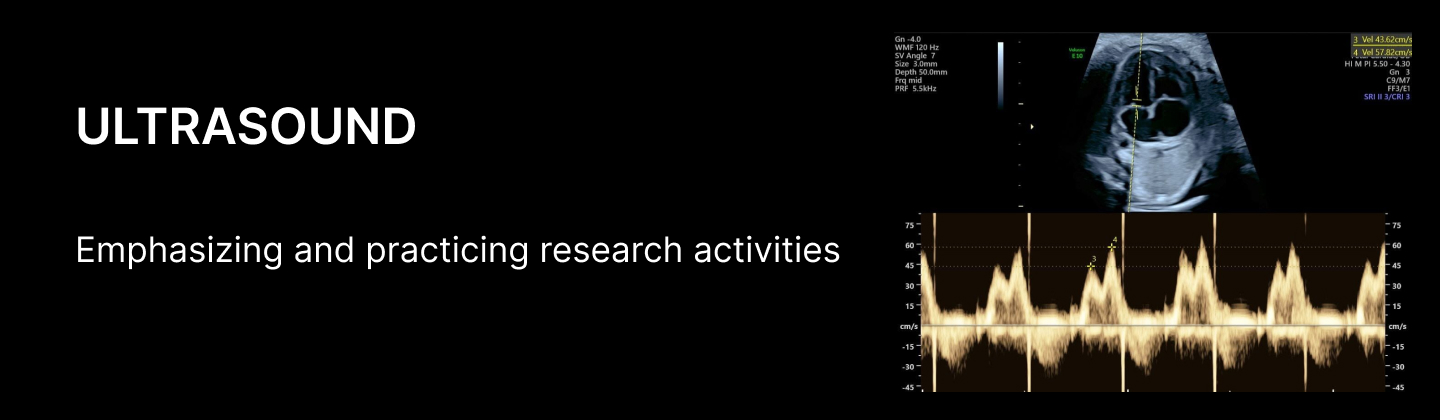 ULTRASOUND
Emphasizing and practicing research activities
Gn -4.0
WMF 120 Hz
SV Angle 7
Size 3.0mm
Depth 50.0mm
Frq mid
PRF 5.5kHz
Voluson
E10
3 Vel 43.62cm/s
4 Vel 57.82cm/s
HI M PI 5.50 - 4.30
Gn 3
C9/M7
FF3/E1
SRI II 3/CRI 3
4
3
75 75
60 60
45 45
30 30
15 15
cm/s cm/s
-15 -15
-30 -30
-45 -45